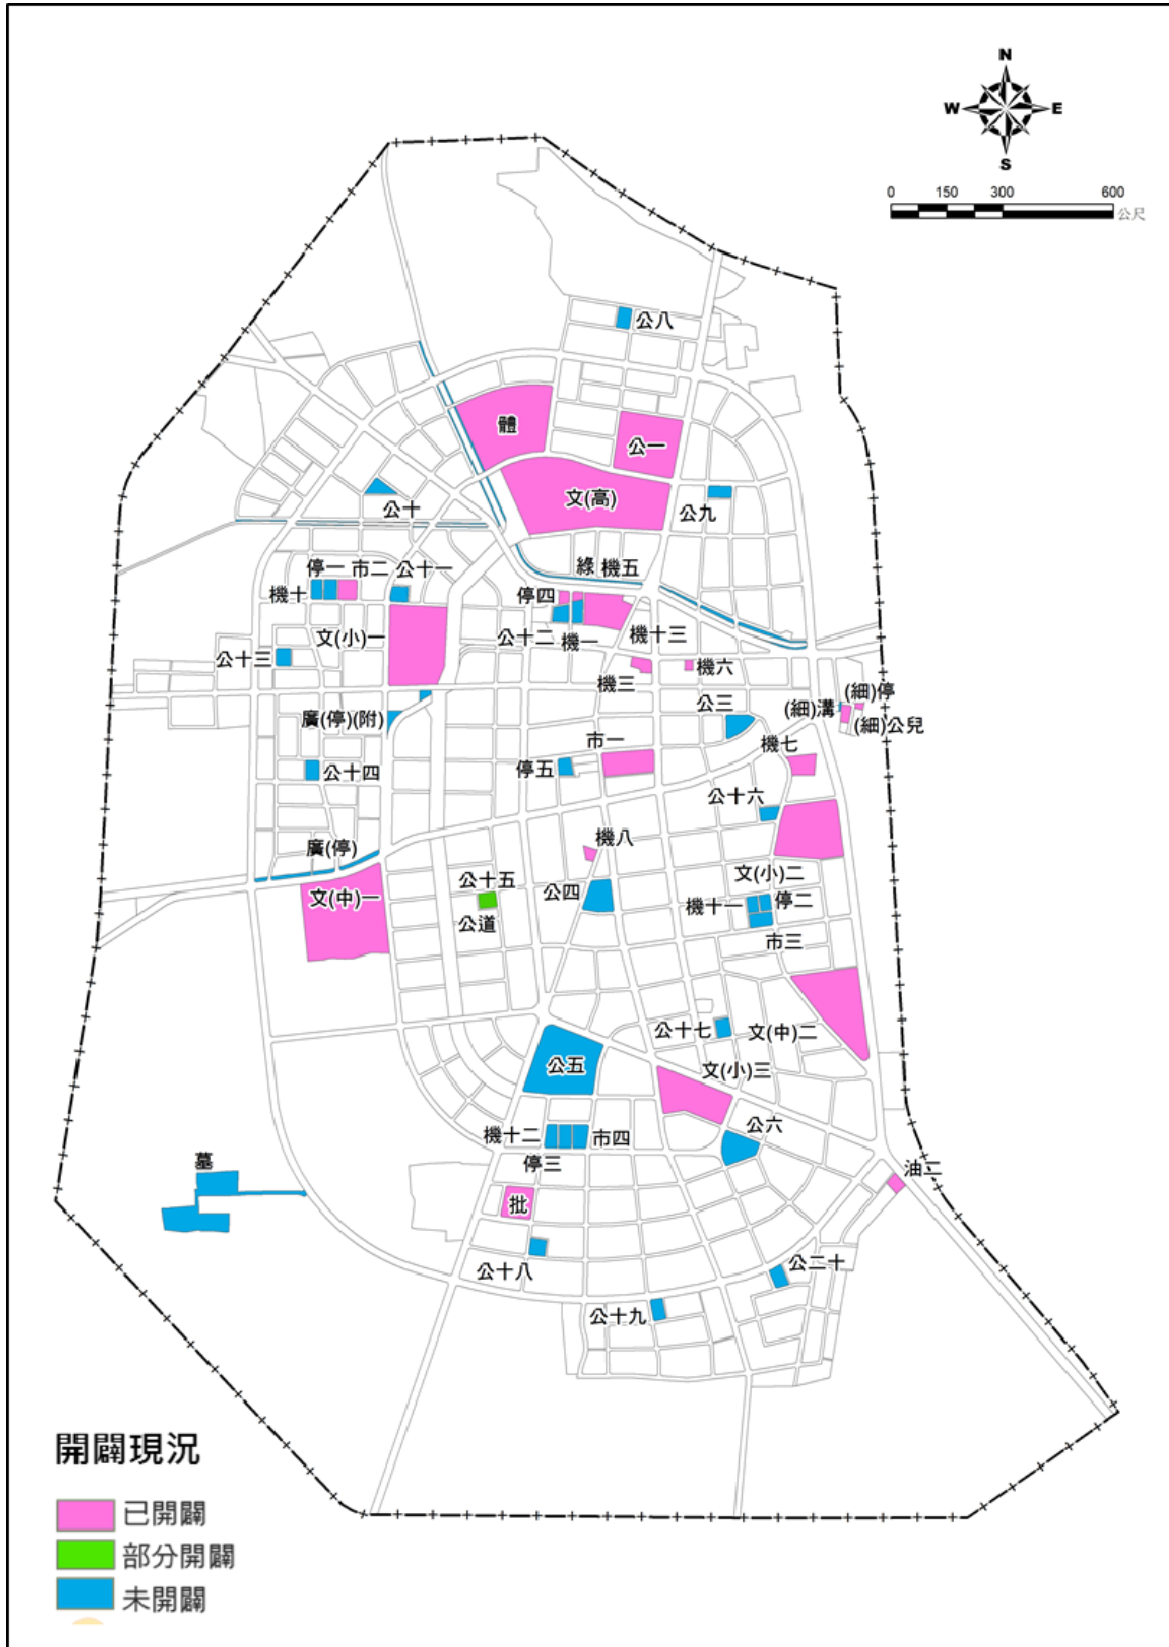 N
W E
S
0 150 300 600
公尺
公八
體
公一
文(高)
公十
公九
綠 機五
停一 市二 公十一
機十
停四
文(小)一
公十二
機一
機十三
公十三
機三
機六
(細)停
廣(停)(附)
公三
(細)溝
(細)公兒
市一
機七
停五
公十四
公十六
機八
廣(停)
文(小)二
公十五
公四
文(中)一
機十一
停二
公道
市三
公十七
文(中)二
公五
文(小)三
公六
機十二
市四
停三
墓
油二
批
公十八
公二十
公十九
開闢現況
已開闢
部分開闢
未開闢